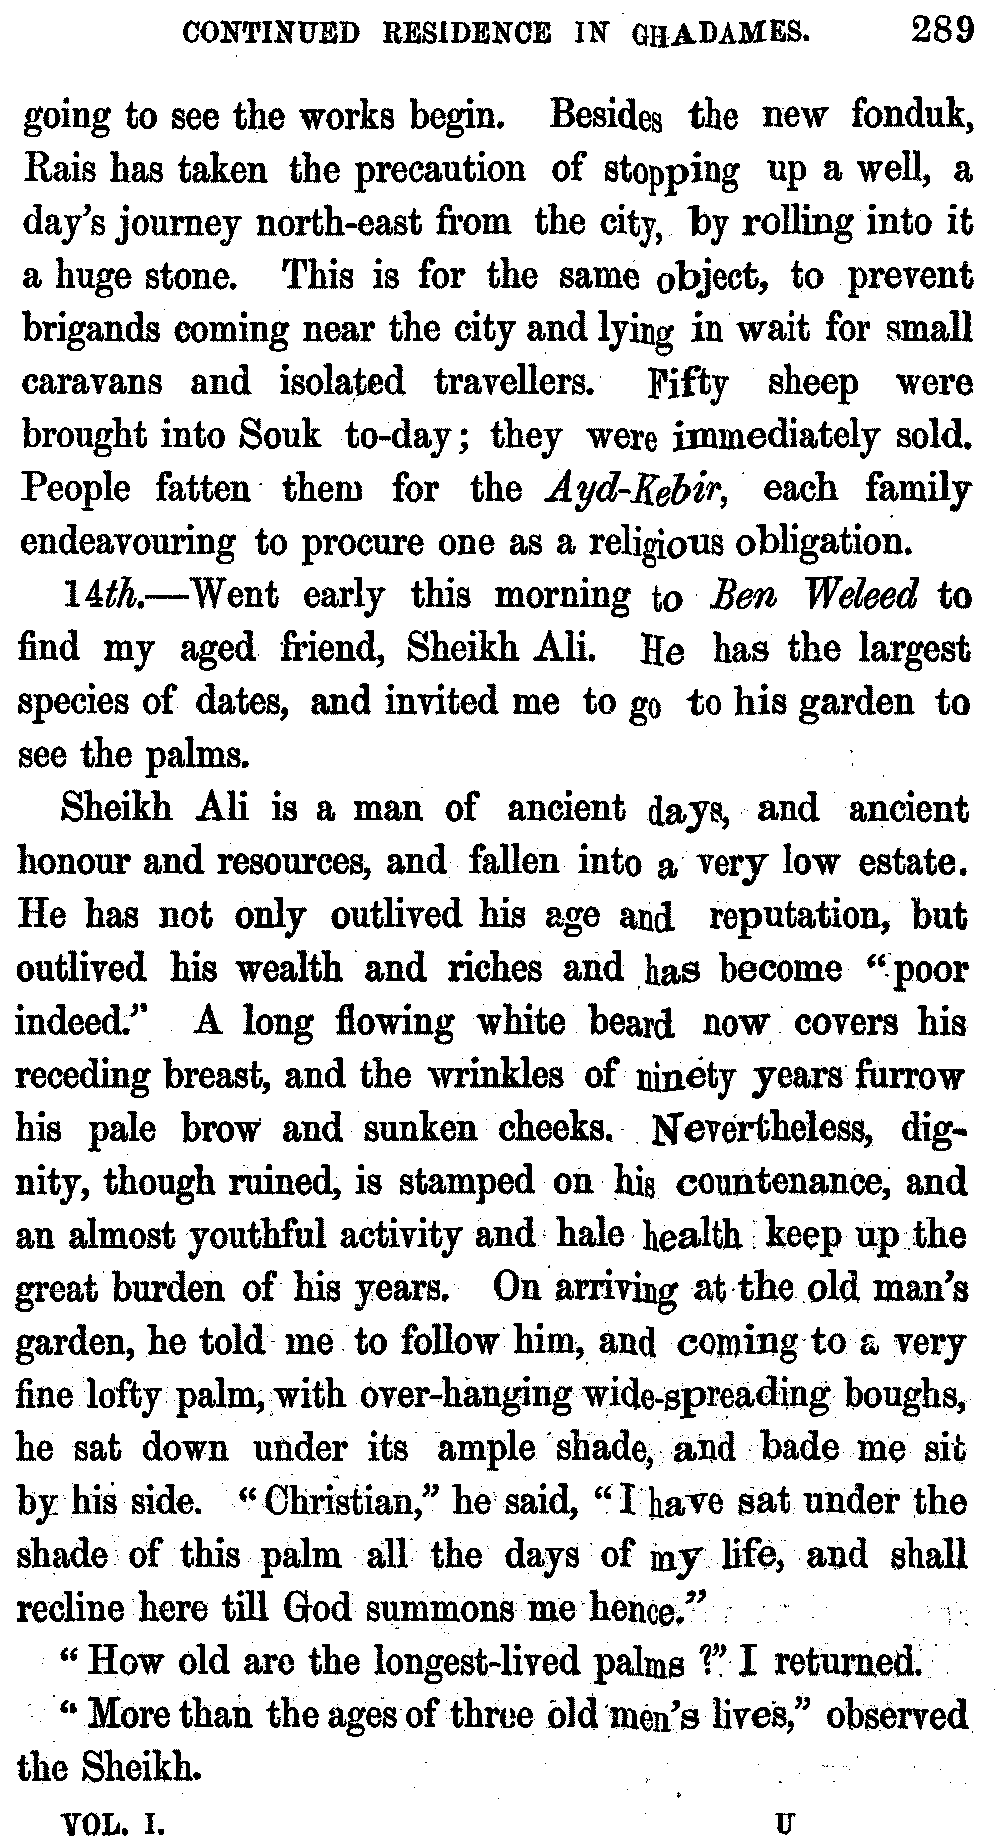 CONTINUED RESIDENCE IN GHADAMES. 289
going to see the works begin. Besides the new fonduk,
Rais has taken the precaution of stopping up a well, a
day's journey north-east from the city, by rolling into it
a huge stone. This is for the same object, to prevent
brigands coming near the city and lying in wait for small
caravans and isolated travellers. Fifty sheep were
brought into Souk to-day; they were immediately sold.
People fatten them for the Ayd-Kebir, each family
endeavouring to procure one as a religious obligation.
14th.—Went early this morning to Ben Weleed to
find my aged friend, Sheikh Ali. He has the largest
species of dates, and invited me to go to his garden to
see the palms.
Sheikh Ali is a man of ancient days, and ancient
honour and resources, and fallen into a very low estate.
He has not only outlived his age and reputation, but
outlived his wealth and riches and has become "poor
indeed." A long flowing white beard now covers his
receding breast, and the wrinkles of ninety years furrow
his pale brow and sunken cheeks. Nevertheless, dig-
nity, though ruined, is stamped on his countenance, and
an almost youthful activity and hale health keep up the
great burden of his years. On arriving at the old man's
garden, he told me to follow him, and coming to a very
fine lofty palm, with over-hanging wide-spreading boughs,
he sat down under its ample shade, and bade me sit
by his side. "Christian," he said, "I have sat under the
shade of this palm all the days of my life, and shall
recline here till God summons me hence."
"How old are the longest-lived palms?" I returned.
"More than the ages of three old men's lives," observed
the Sheikh.
VOL. I. U